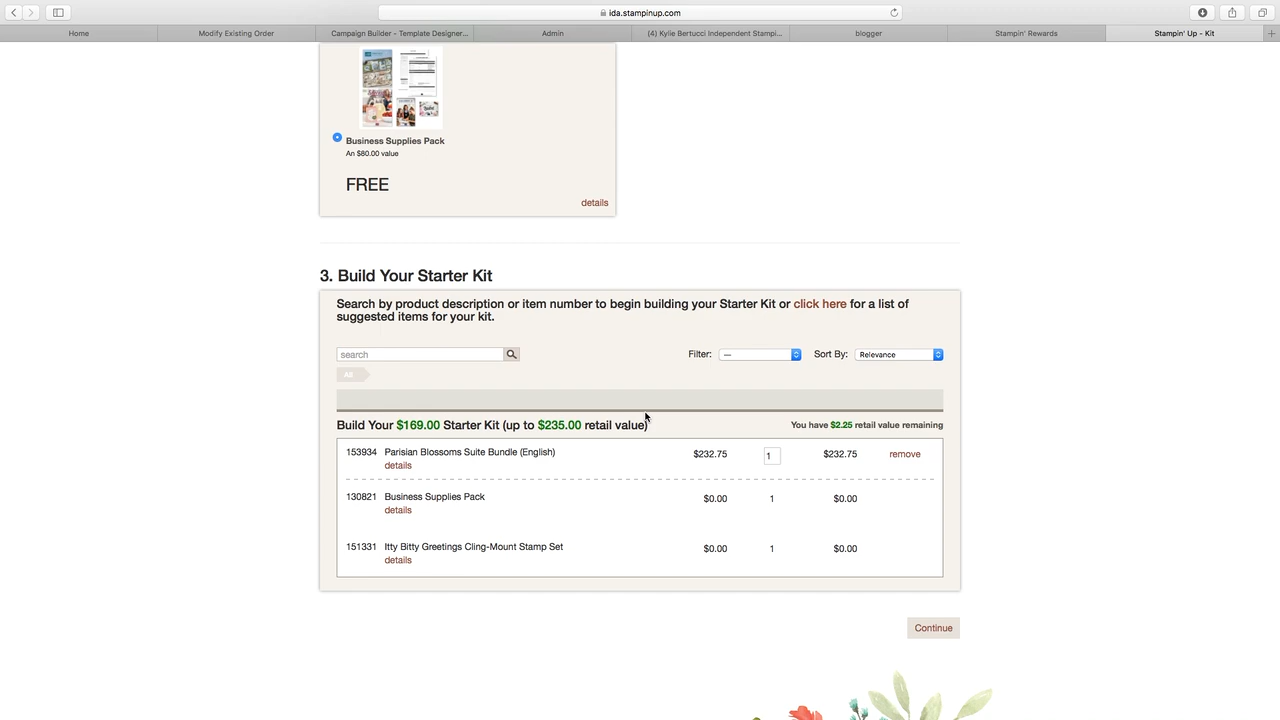 ida.stampinup.com
Home
Modify Existing Order
Campaign Builder - Template Designer...
Admin
(4) Kylie Bertucci Independent Stampi...
blogger
Stampin' Rewards
Stampin' Up - Kit
Business Supplies Pack
An $80.00 value
FREE
details
3. Build Your Starter Kit
Search by product description or item number to begin building your Starter Kit or click here for a list of
suggested items for your kit.
search
Filter: —
Sort By: Relevance
All
Build Your $169.00 Starter Kit (up to $235.00 retail value)
You have $2.25 retail value remaining
153934 Parisian Blossoms Suite Bundle (English) $232.75 1 $232.75 remove
details
130821 Business Supplies Pack $0.00 1 $0.00
details
151331 Itty Bitty Greetings Cling-Mount Stamp Set $0.00 1 $0.00
details
Continue